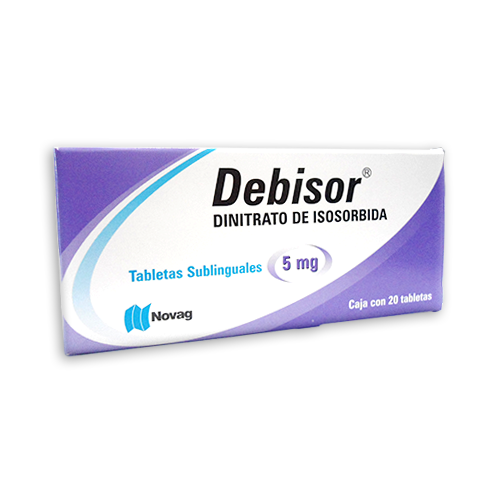 Debisor®
DINITRATO DE ISOSORBIDA
Tabletas Sublinguales 5 mg
Novag
Caja con 20 tabletas